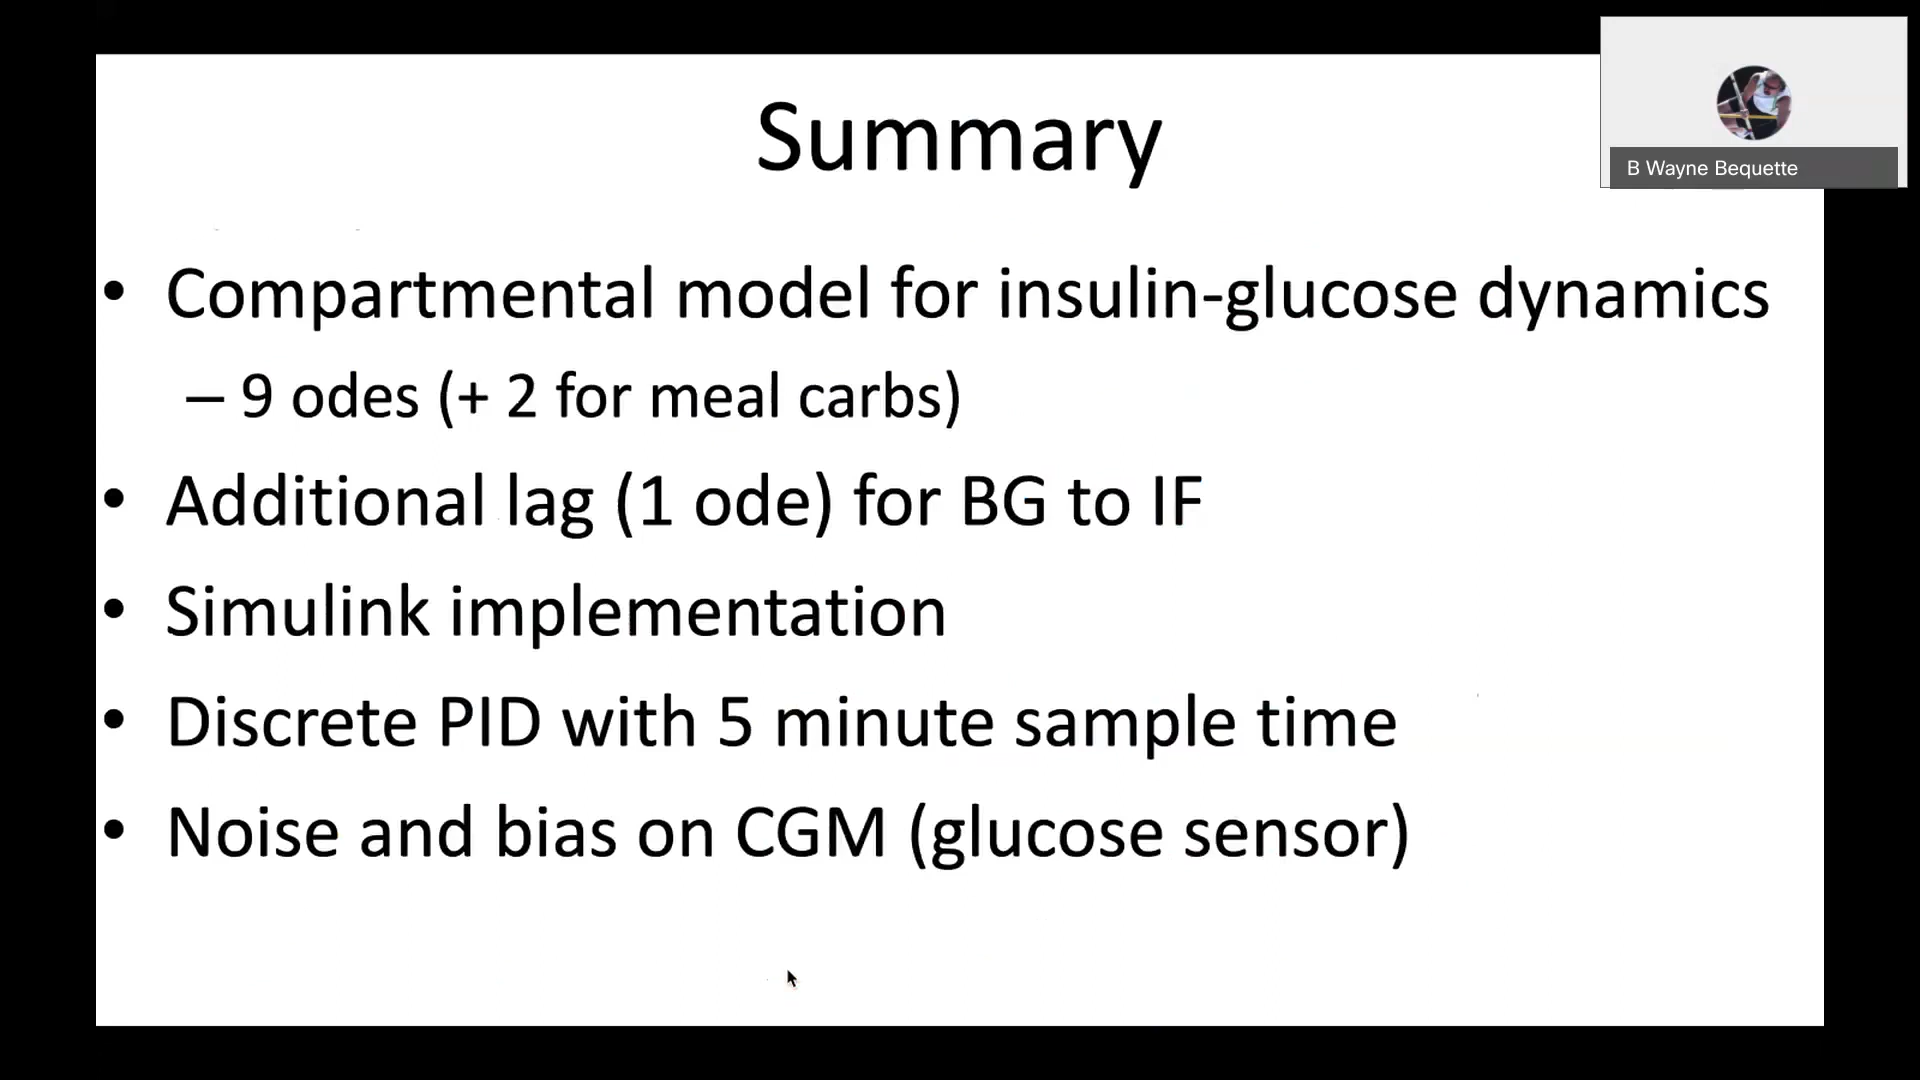 Summary
B Wayne Bequette
• Compartmental model for insulin-glucose dynamics
– 9 odes (+ 2 for meal carbs)
• Additional lag (1 ode) for BG to IF
• Simulink implementation
• Discrete PID with 5 minute sample time
• Noise and bias on CGM (glucose sensor)